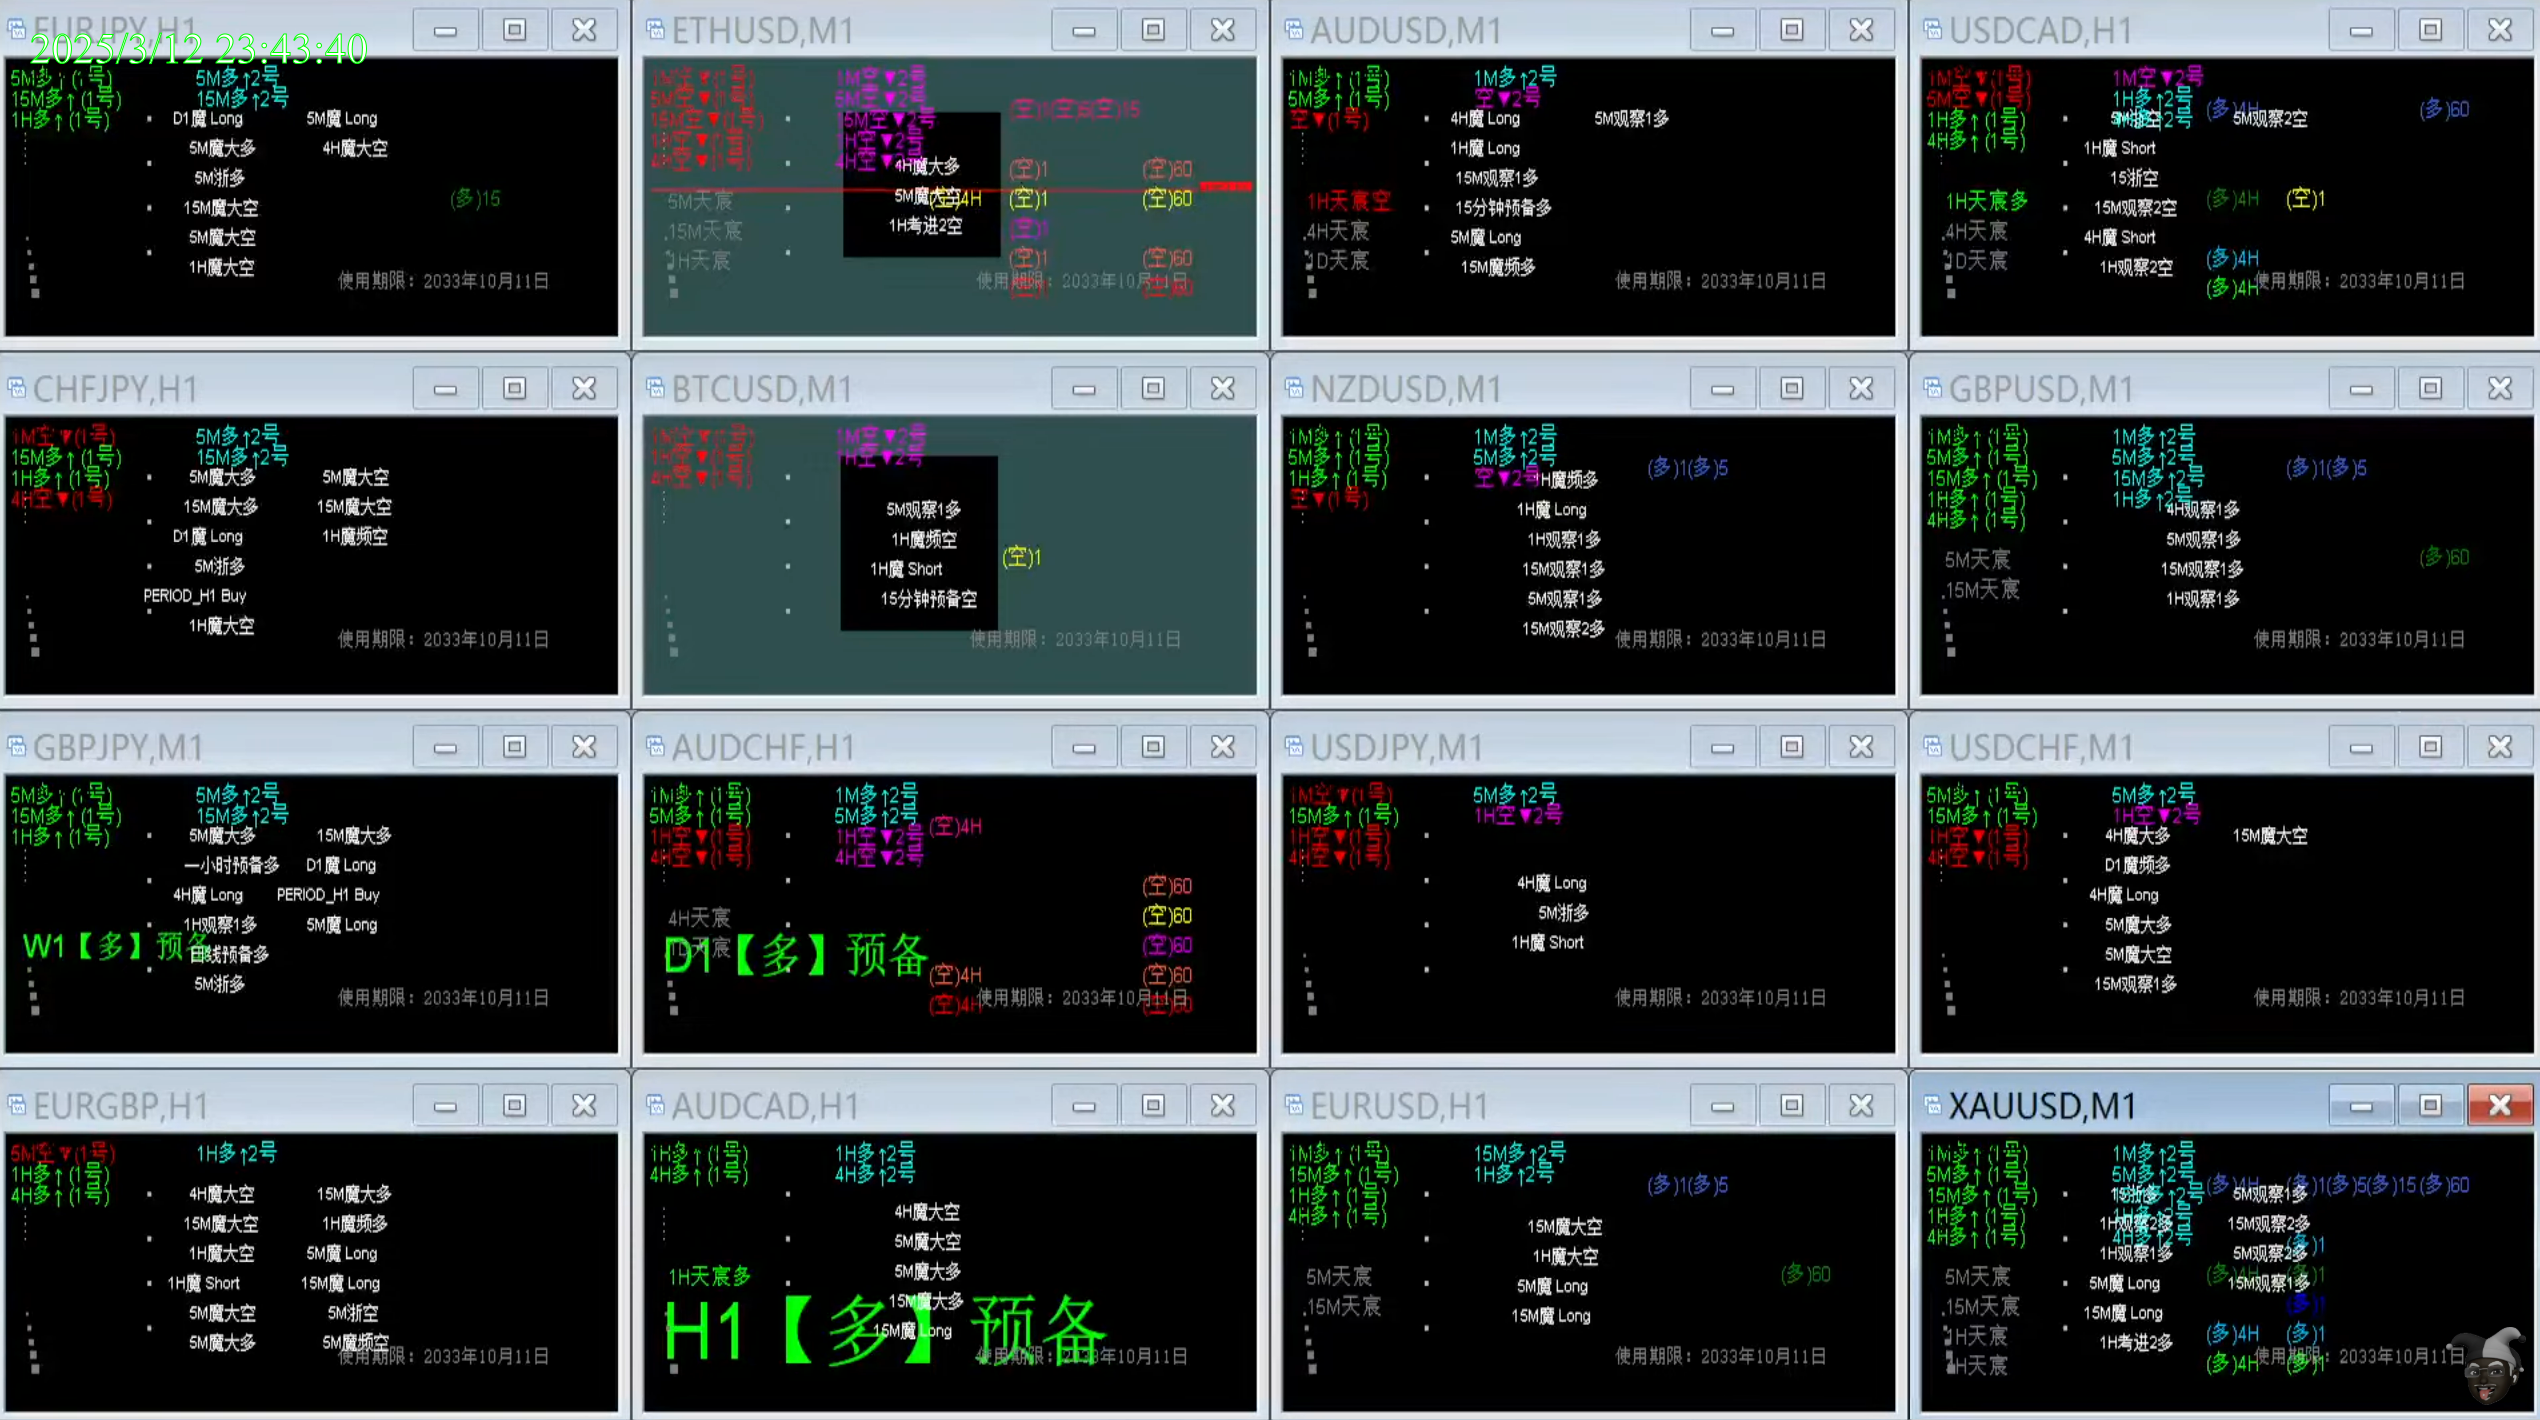 EURJPY,H1
2025/3/12 23:43:40
5M多↑(1号) 5M多↑2号
15M多↑(1号) 15M多↑2号
1H多↑(1号)
D1魔 Long 5M魔 Long
5M魔大多 4H魔大空
5M浙多
(多)15
15M魔大空
5M魔大空
1H魔大空
使用期限：2033年10月11日
ETHUSD,M1
1M空▼(1号) 1M空▼2号
5M空▼(1号) 5M空▼2号
15M空▼(1号) 15M空▼2号
1H空▼(1号) 1H空▼2号
4H空▼(1号) 4H空▼2号
(空)1(空)5(空)15
4H魔大多 (空)1 (空)60
5M天宸 5M魔大空 (空)4H (空)1 (空)60
15M天宸 1H考进2空 (空)1
1H天宸 (空)1 (空)60
使用期限：2033年10月11日
AUDUSD,M1
1M多↑(1号) 1M多↑2号
5M多↑(1号) 空▼2号
空▼(1号)
4H魔 Long 5M观察1多
1H魔 Long
15M观察1多
1H天宸空 15分钟预备多
4H天宸 5M魔 Long
1D天宸 15M魔频多
使用期限：2033年10月11日
USDCAD,H1
1M空▼(1号) 1M空▼2号
5M空▼(1号) 1H多↑2号
1H多↑(1号) 4H多↑2号
4H多↑(1号)
(多)4H (多)60
5M浙空 5M观察2空
1H魔 Short
15浙空
1H天宸多 15M观察2空 (多)4H (空)1
4H天宸 4H魔 Short
1D天宸 1H观察2空 (多)4H
(多)4H
使用期限：2033年10月11日
CHFJPY,H1
1M空▼(1号) 5M多↑2号
15M多↑(1号) 15M多↑2号
1H多↑(1号)
4H空▼(1号)
5M魔大多 5M魔大空
15M魔大多 15M魔大空
D1魔 Long 1H魔频空
5M浙多
PERIOD_H1 Buy
1H魔大空
使用期限：2033年10月11日
BTCUSD,M1
1M空▼(1号) 1M空▼2号
1H空▼(1号) 1H空▼2号
4H空▼(1号)
5M观察1多
1H魔频空
(空)1
1H魔 Short
15分钟预备空
使用期限：2033年10月11日
NZDUSD,M1
1M多↑(1号) 1M多↑2号
5M多↑(1号) 5M多↑2号
1H多↑(1号) 空▼2号
空▼(1号)
(多)1(多)5
1H魔频多
1H魔 Long
1H观察1多
15M观察1多
5M观察1多
15M观察2多
使用期限：2033年10月11日
GBPUSD,M1
1M多↑(1号) 1M多↑2号
5M多↑(1号) 5M多↑2号
15M多↑(1号) 15M多↑2号
1H多↑(1号) 1H多↑2号
4H多↑(1号)
(多)1(多)5
4H观察1多
5M观察1多
5M天宸 (多)60
15M天宸 15M观察1多
1H观察1多
使用期限：2033年10月11日
GBPJPY,M1
5M多↑(1号) 5M多↑2号
15M多↑(1号) 15M多↑2号
1H多↑(1号)
5M魔大多 15M魔大多
一小时预备多 D1魔 Long
4H魔 Long PERIOD_H1 Buy
1H观察1多 5M魔 Long
W1【多】预备
日线预备多
5M浙多
使用期限：2033年10月11日
AUDCHF,H1
1M多↑(1号) 1M多↑2号
5M多↑(1号) 5M多↑2号
1H空▼(1号) 1H空▼2号
4H空▼(1号) 4H空▼2号
(空)4H
(空)60
4H天宸 (空)60
D1【多】预备 (空)60
(空)4H (空)60
(空)4H (空)60
使用期限：2033年10月11日
USDJPY,M1
1M空▼(1号) 5M多↑2号
15M多↑(1号) 1H空▼2号
1H空▼(1号)
4H空▼(1号)
4H魔 Long
5M浙多
1H魔 Short
使用期限：2033年10月11日
USDCHF,M1
5M多↑(1号) 5M多↑2号
15M多↑(1号) 1H空▼2号
1H空▼(1号)
4H空▼(1号)
4H魔大多 15M魔大空
D1魔频多
4H魔 Long
5M魔大多
5M魔大空
15M观察1多
使用期限：2033年10月11日
EURGBP,H1
5M空▼(1号) 1H多↑2号
1H多↑(1号)
4H多↑(1号)
4H魔大空 15M魔大多
15M魔大空 1H魔频多
1H魔大空 5M魔 Long
1H魔 Short 15M魔 Long
5M魔大空 5M浙空
5M魔大多 5M魔频空
使用期限：2033年10月11日
AUDCAD,H1
1H多↑(1号) 1H多↑2号
4H多↑(1号) 4H多↑2号
4H魔大空
5M魔大空
1H天宸多 5M魔大多
15M魔大多
H1【多】预备
15M魔 Long
使用期限：2033年10月11日
EURUSD,H1
1M多↑(1号) 15M多↑2号
15M多↑(1号) 1H多↑2号
1H多↑(1号)
4H多↑(1号)
(多)1(多)5
15M魔大空
1H魔大空
5M天宸 5M魔 Long (多)60
15M天宸 15M魔 Long
使用期限：2033年10月11日
XAUUSD,M1
1M多↑(1号) 1M多↑2号
5M多↑(1号) 5M多↑2号
15M多↑(1号) 15M多↑2号
1H多↑(1号) 1H多↑2号
4H多↑(1号) 4H多↑2号
(多)4H (多)1(多)5(多)15(多)60
15浙多 5M观察1多
1H观察2多 15M观察2多
1H观察1多 5M观察2多 (多)1
5M天宸 5M魔 Long (多)4H 15M观察1多 (多)1
15M天宸 15M魔 Long (多)1
1H天宸 1H考进2多 (多)4H (多)1
4H天宸 (多)4H (多)1
使用期限：2033年10月11日